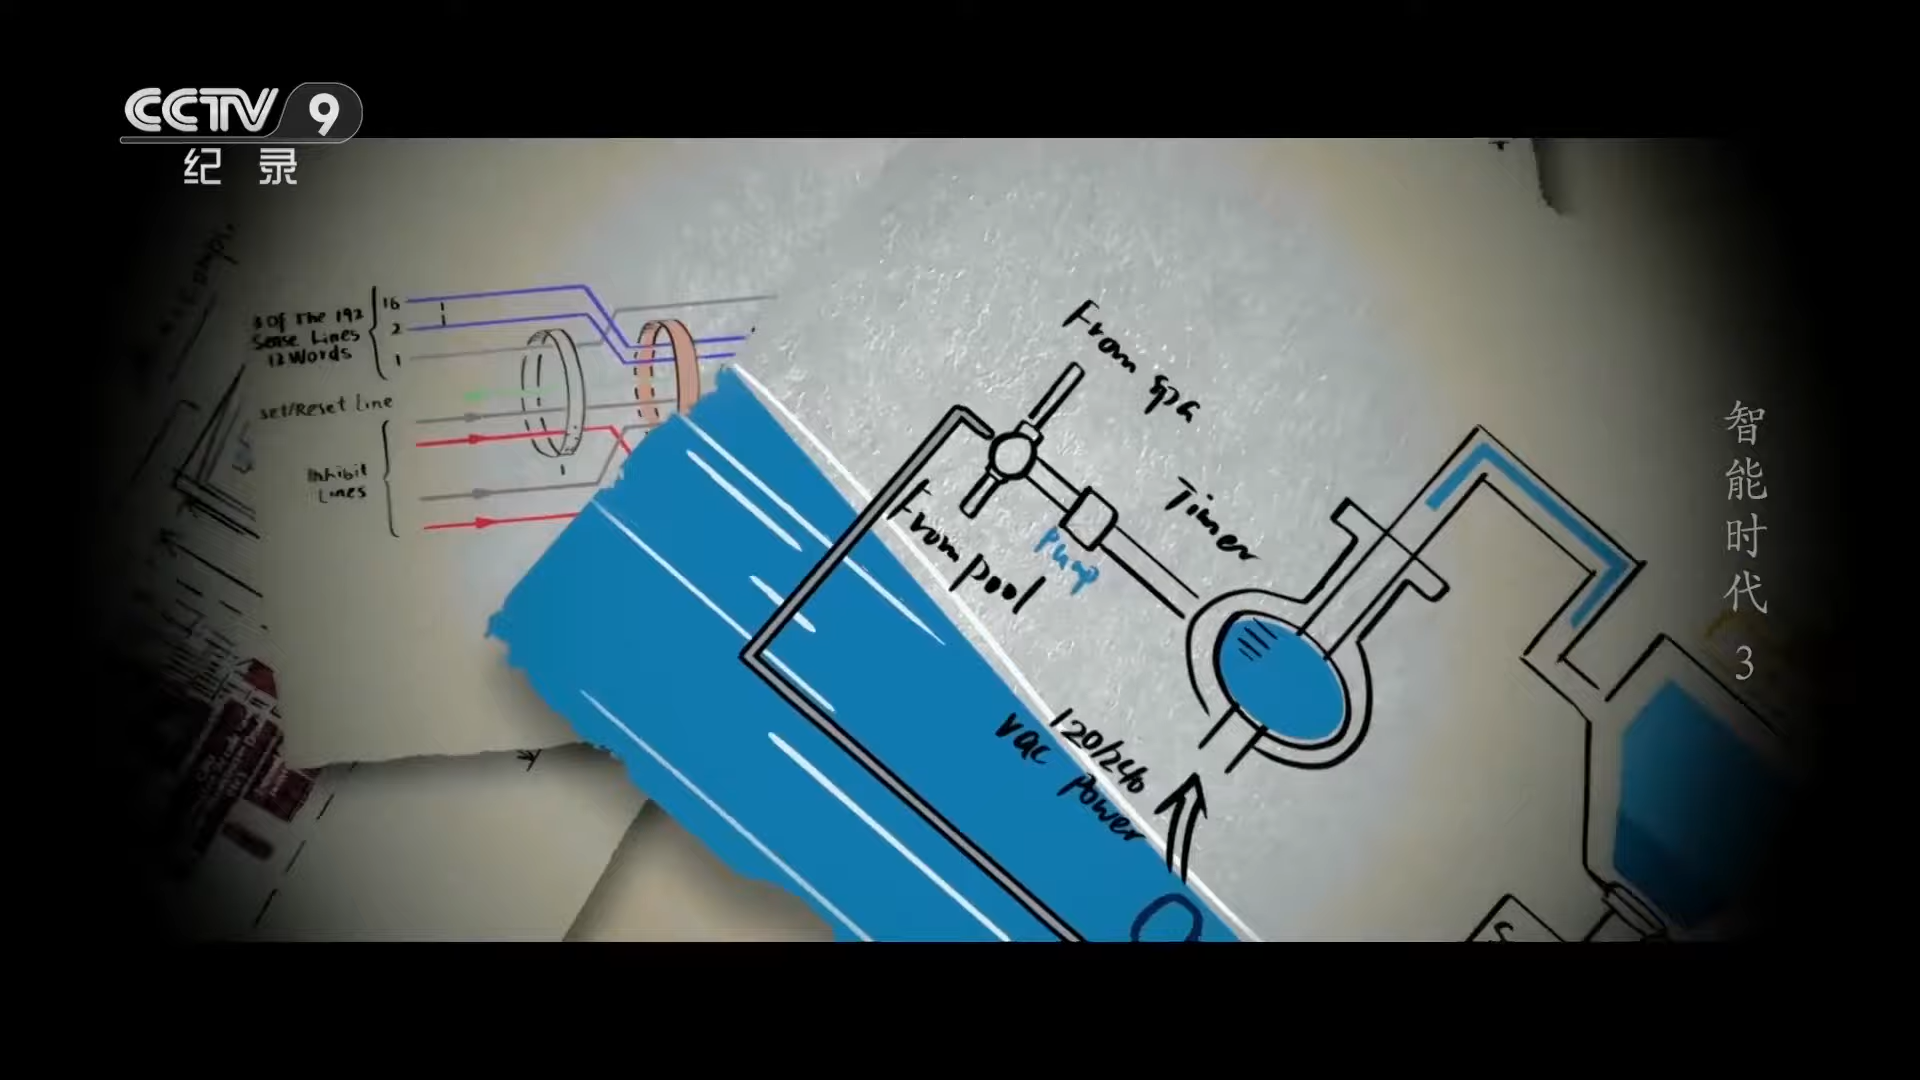 CCTV 9
纪 录
3 Of The 192
Sense Lines
12 Words
16
2
1
Set/Reset Line
Inhibit
Lines
From Spa
From pool
Pump
Timer
120/240
Vac Power
S
智能时代 3